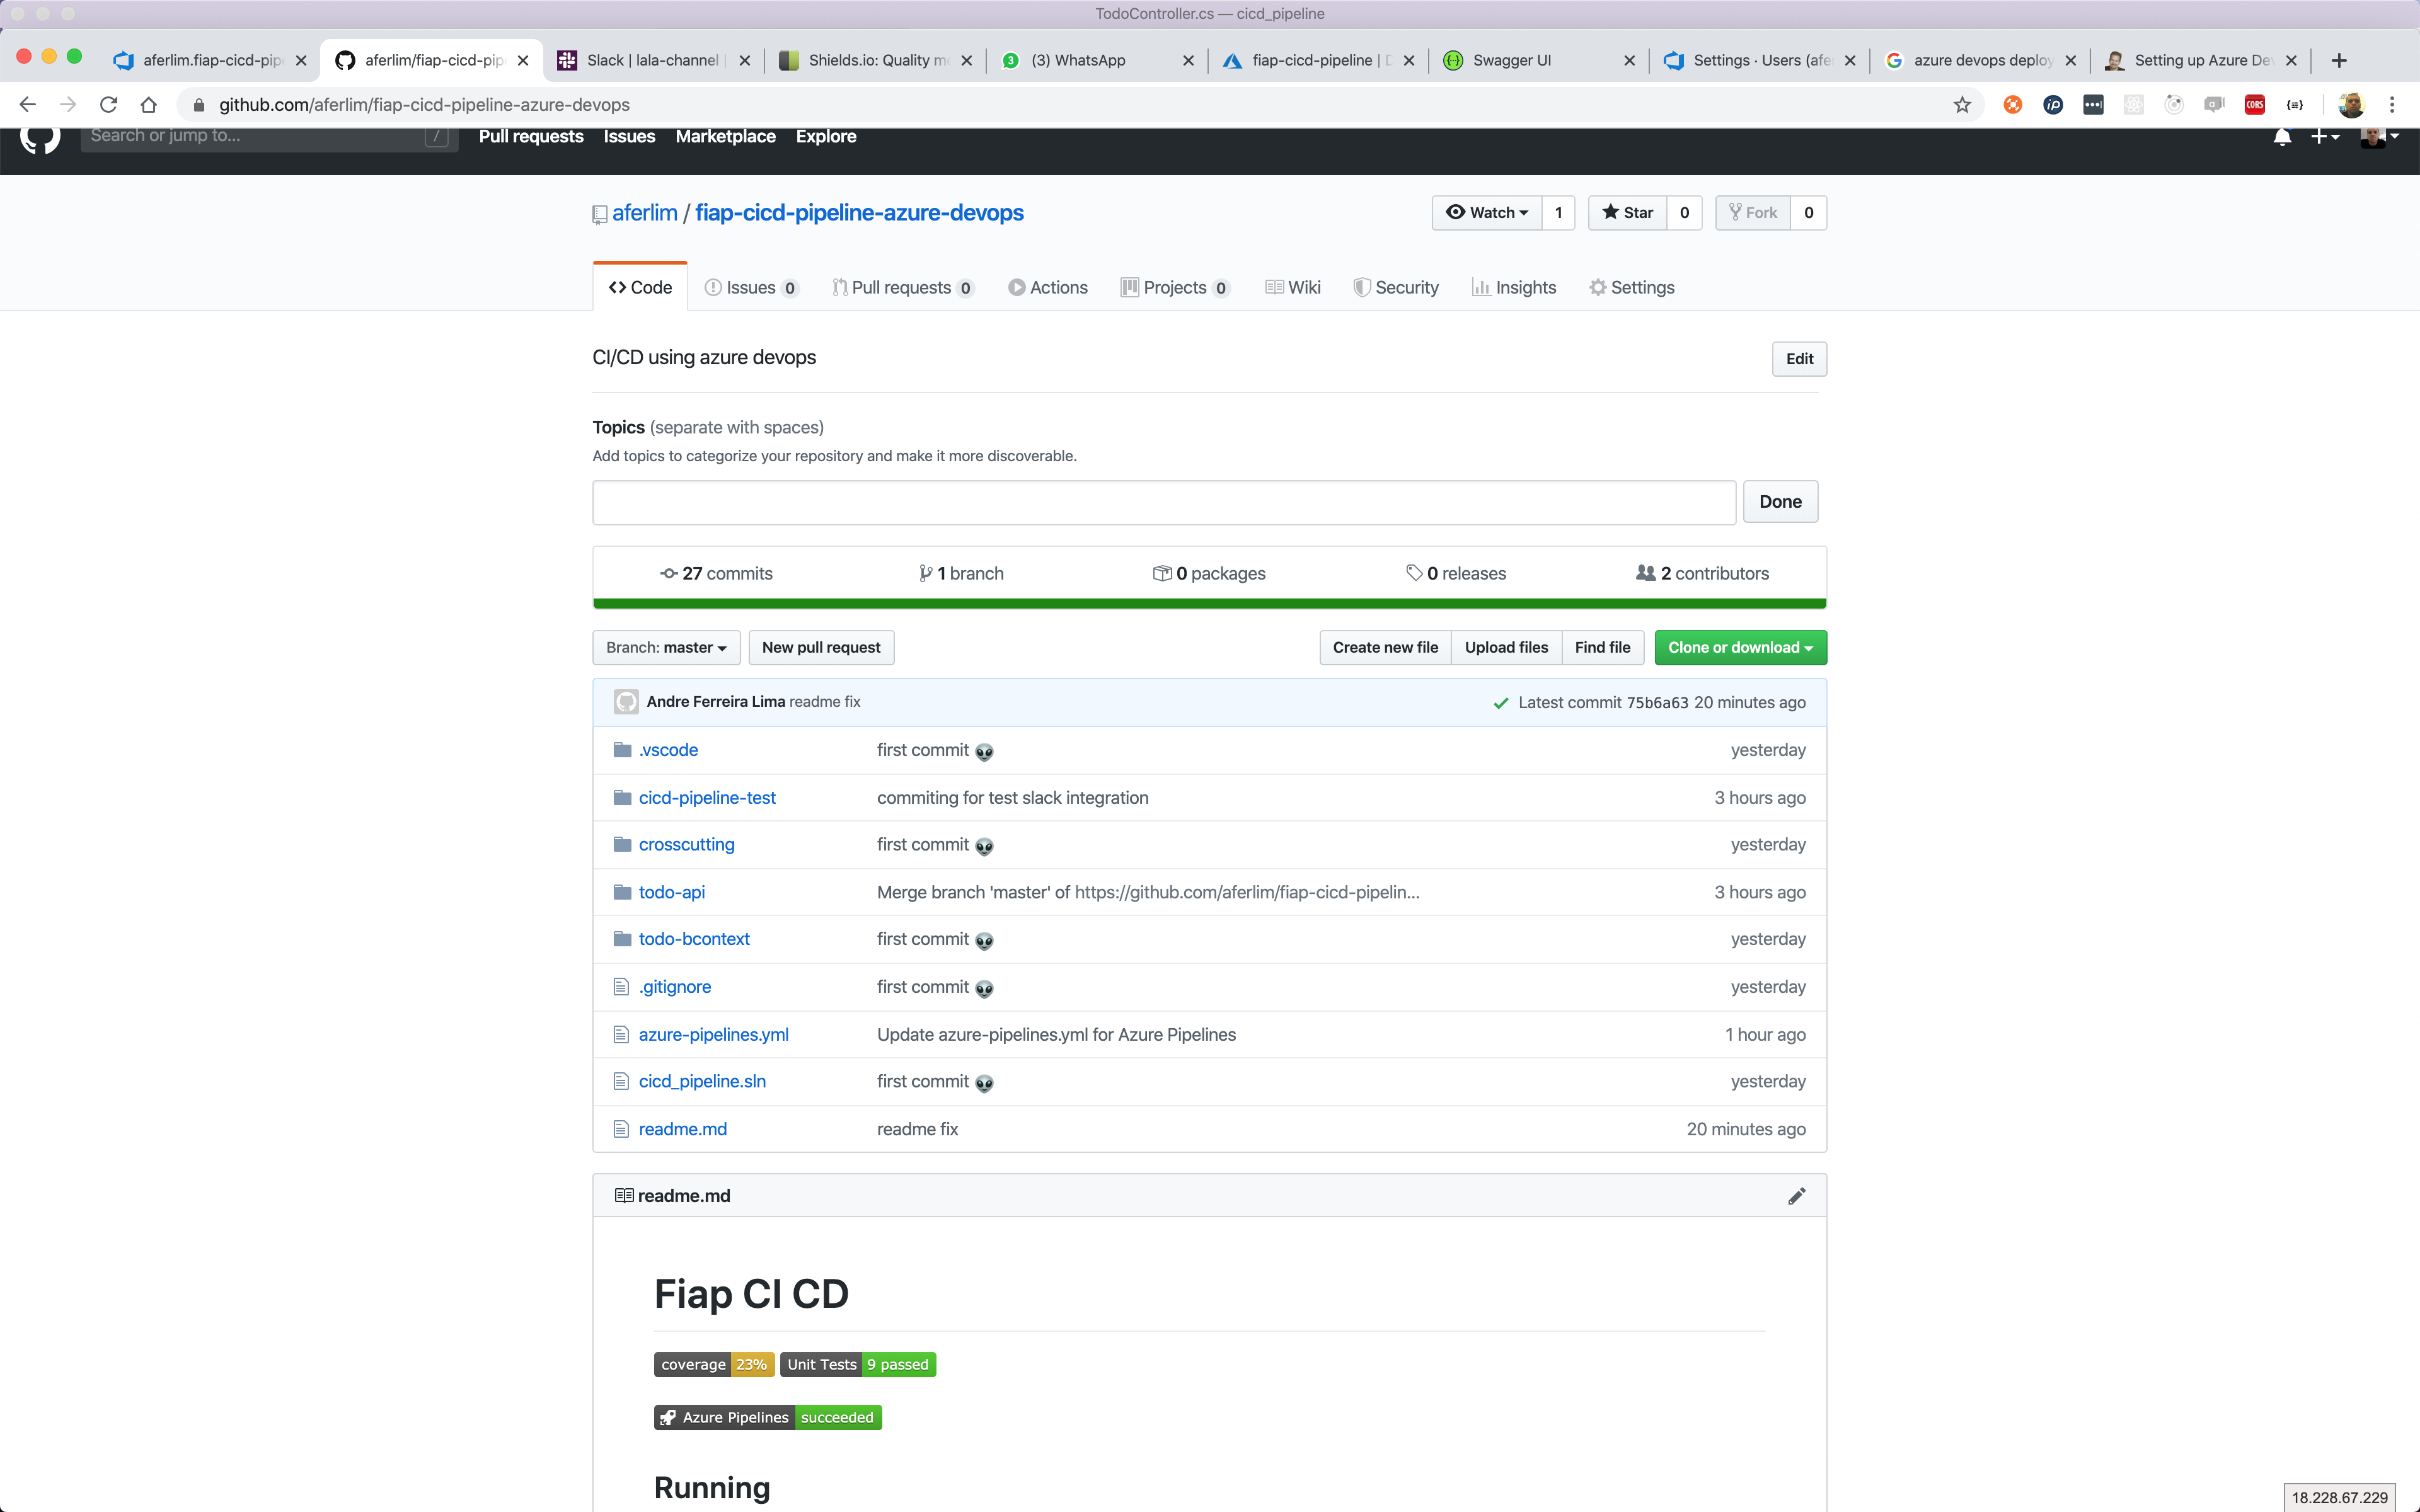 TodoController.cs — cicd_pipeline
aferlim.fiap-cicd-pip
aferlim/fiap-cicd-pip
Slack | lala-channel |
Shields.io: Quality m
(3) WhatsApp
fiap-cicd-pipeline | D
Swagger UI
Settings · Users (afe
azure devops deploy
Setting up Azure De
github.com/aferlim/fiap-cicd-pipeline-azure-devops
CORS
Search or jump to...
/
Pull requests
Issues
Marketplace
Explore
aferlim / fiap-cicd-pipeline-azure-devops
Watch 1
Star 0
Fork 0
Code
Issues 0
Pull requests 0
Actions
Projects 0
Wiki
Security
Insights
Settings
CI/CD using azure devops
Edit
Topics (separate with spaces)
Add topics to categorize your repository and make it more discoverable.
Done
27 commits
1 branch
0 packages
0 releases
2 contributors
Branch: master
New pull request
Create new file
Upload files
Find file
Clone or download
Andre Ferreira Lima readme fix
Latest commit 75b6a63 20 minutes ago
.vscode first commit 👽 yesterday
cicd-pipeline-test commiting for test slack integration 3 hours ago
crosscutting first commit 👽 yesterday
todo-api Merge branch 'master' of https://github.com/aferlim/fiap-cicd-pipelin... 3 hours ago
todo-bcontext first commit 👽 yesterday
.gitignore first commit 👽 yesterday
azure-pipelines.yml Update azure-pipelines.yml for Azure Pipelines 1 hour ago
cicd_pipeline.sln first commit 👽 yesterday
readme.md readme fix 20 minutes ago
readme.md
Fiap CI CD
coverage 23% Unit Tests 9 passed
Azure Pipelines succeeded
Running
18.228.67.229